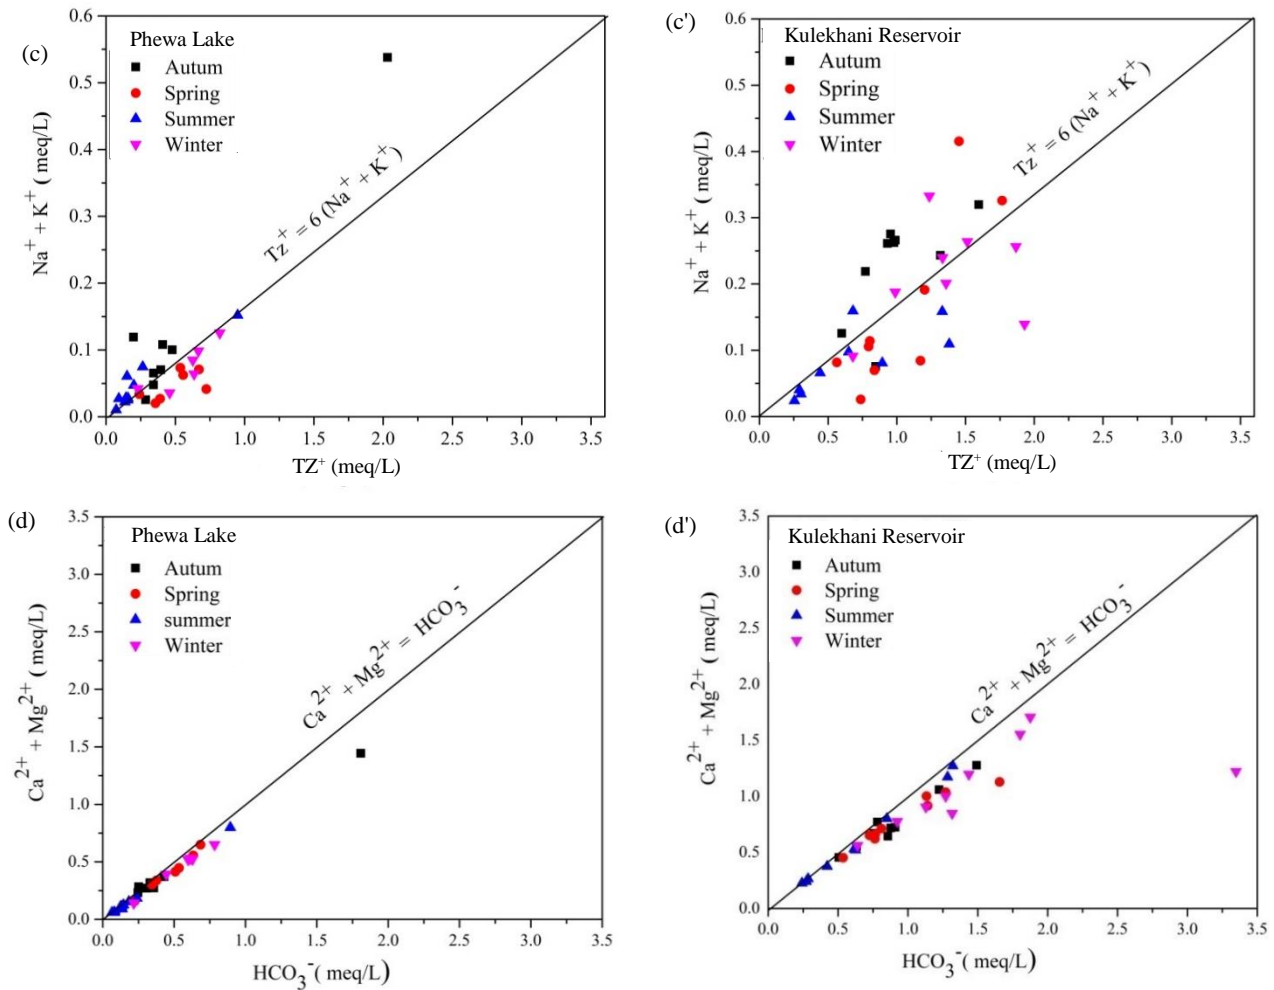 (c)
Phewa Lake
Autum
Spring
Summer
Winter
0.6
0.5
0.4
0.3
0.2
0.1
0.0
Na⁺ + K⁺ (meq/L)
Tz⁺ = 6 (Na⁺ + K⁺)
0.0 0.5 1.0 1.5 2.0 2.5 3.0 3.5
TZ⁺ (meq/L)
(c')
Kulekhani Reservoir
Autum
Spring
Summer
Winter
0.6
0.5
0.4
0.3
0.2
0.1
0.0
Na⁺ + K⁺ (meq/L)
Tz⁺ = 6 (Na⁺ + K⁺)
0.0 0.5 1.0 1.5 2.0 2.5 3.0 3.5
TZ⁺ (meq/L)
(d)
Phewa Lake
Autum
Spring
summer
Winter
3.5
3.0
2.5
2.0
1.5
1.0
0.5
0.0
Ca²⁺ + Mg²⁺ (meq/L)
Ca²⁺ + Mg²⁺ = HCO₃⁻
0.0 0.5 1.0 1.5 2.0 2.5 3.0 3.5
HCO₃⁻( meq/L)
(d')
Kulekhani Reservoir
Autum
Spring
Summer
Winter
3.5
3.0
2.5
2.0
1.5
1.0
0.5
0.0
Ca²⁺ + Mg²⁺ ( meq/L)
Ca²⁺ + Mg²⁺ = HCO₃⁻
0.0 0.5 1.0 1.5 2.0 2.5 3.0 3.5
HCO₃⁻( meq/L)